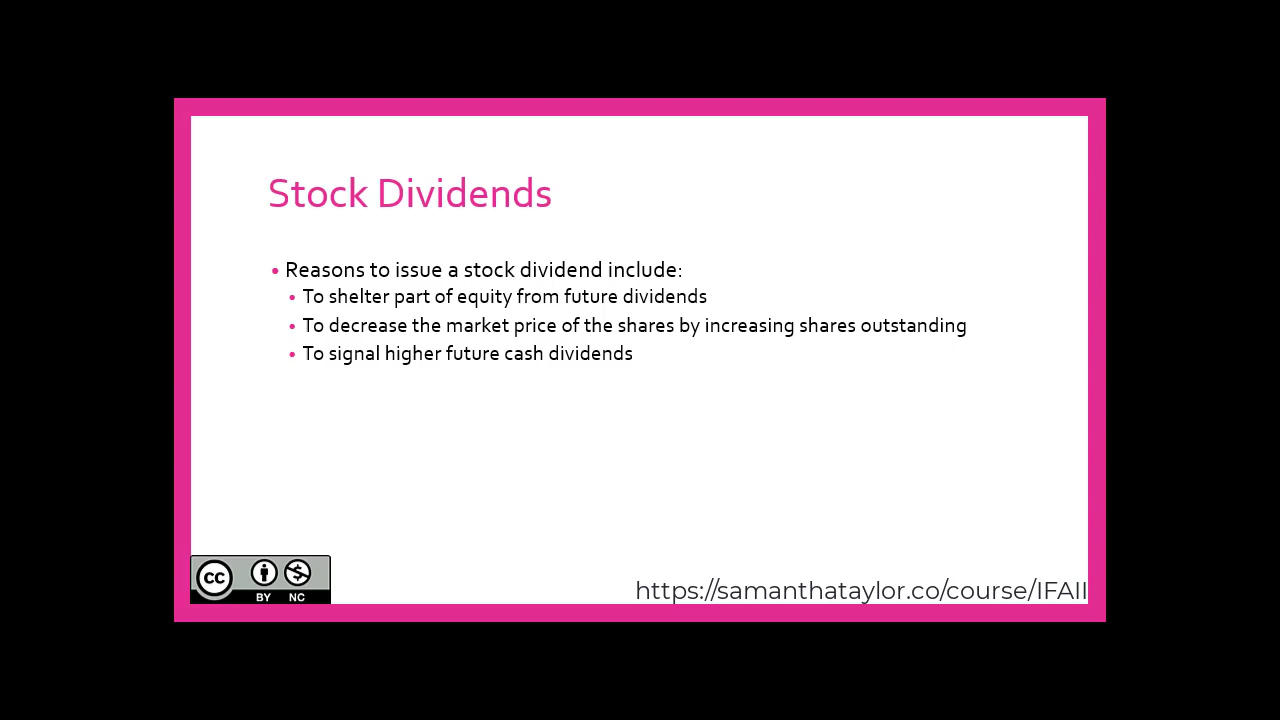 Stock Dividends
• Reasons to issue a stock dividend include:
• To shelter part of equity from future dividends
• To decrease the market price of the shares by increasing shares outstanding
• To signal higher future cash dividends
cc
BY NC
https://samanthataylor.co/course/IFAII